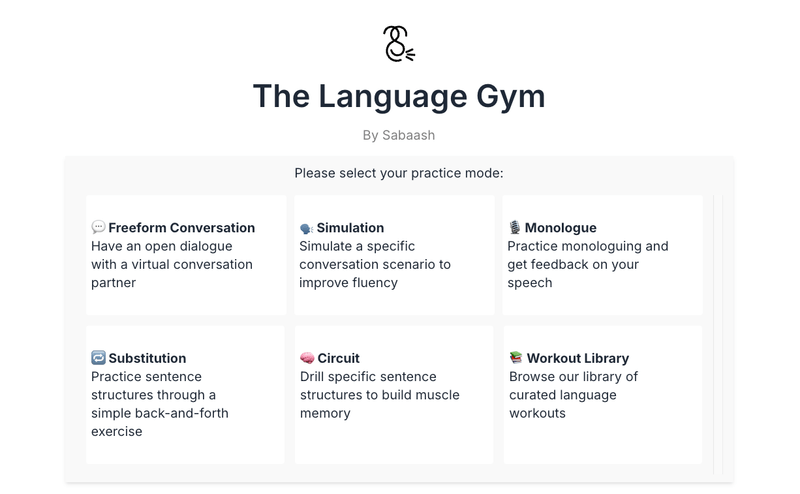 The Language Gym
By Sabaash
Please select your practice mode:
💬 Freeform Conversation
Have an open dialogue
with a virtual conversation
partner
🗣️ Simulation
Simulate a specific
conversation scenario to
improve fluency
🎙️ Monologue
Practice monologuing and
get feedback on your
speech
🔁 Substitution
Practice sentence
structures through a
simple back-and-forth
exercise
🧠 Circuit
Drill specific sentence
structures to build muscle
memory
📚 Workout Library
Browse our library of
curated language
workouts